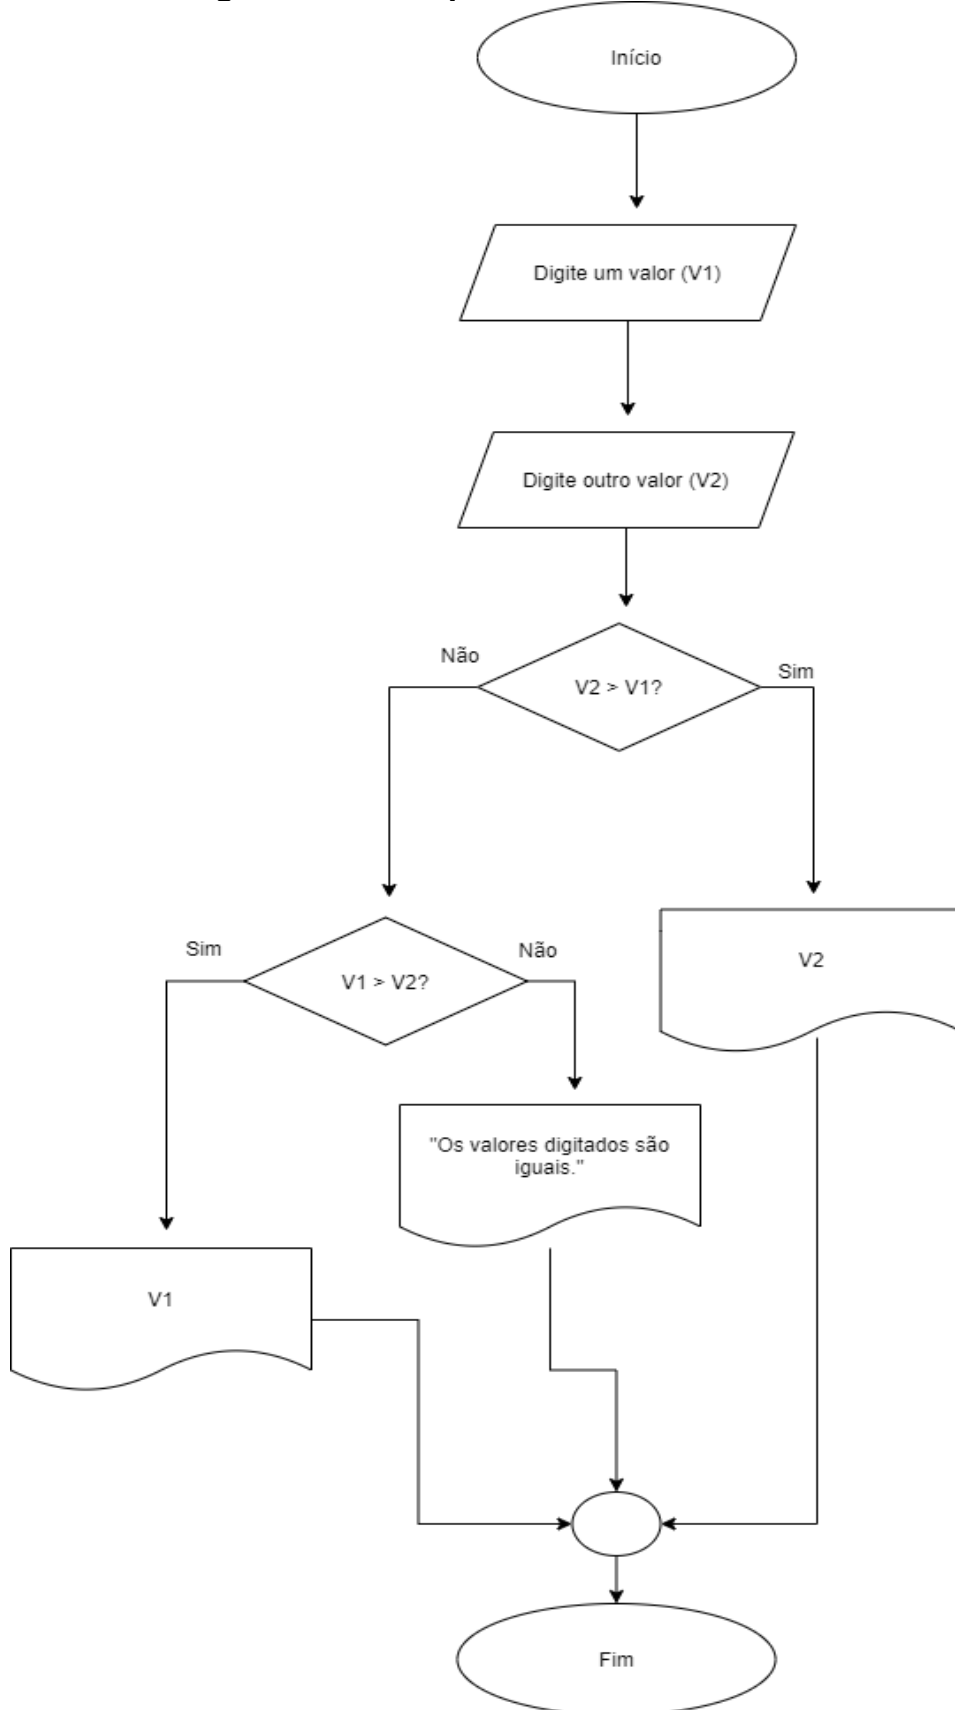 Início
Digite um valor (V1)
Digite outro valor (V2)
Não
V2 > V1?
Sim
Sim
V1 > V2?
Não
V2
"Os valores digitados são
iguais."
V1
Fim